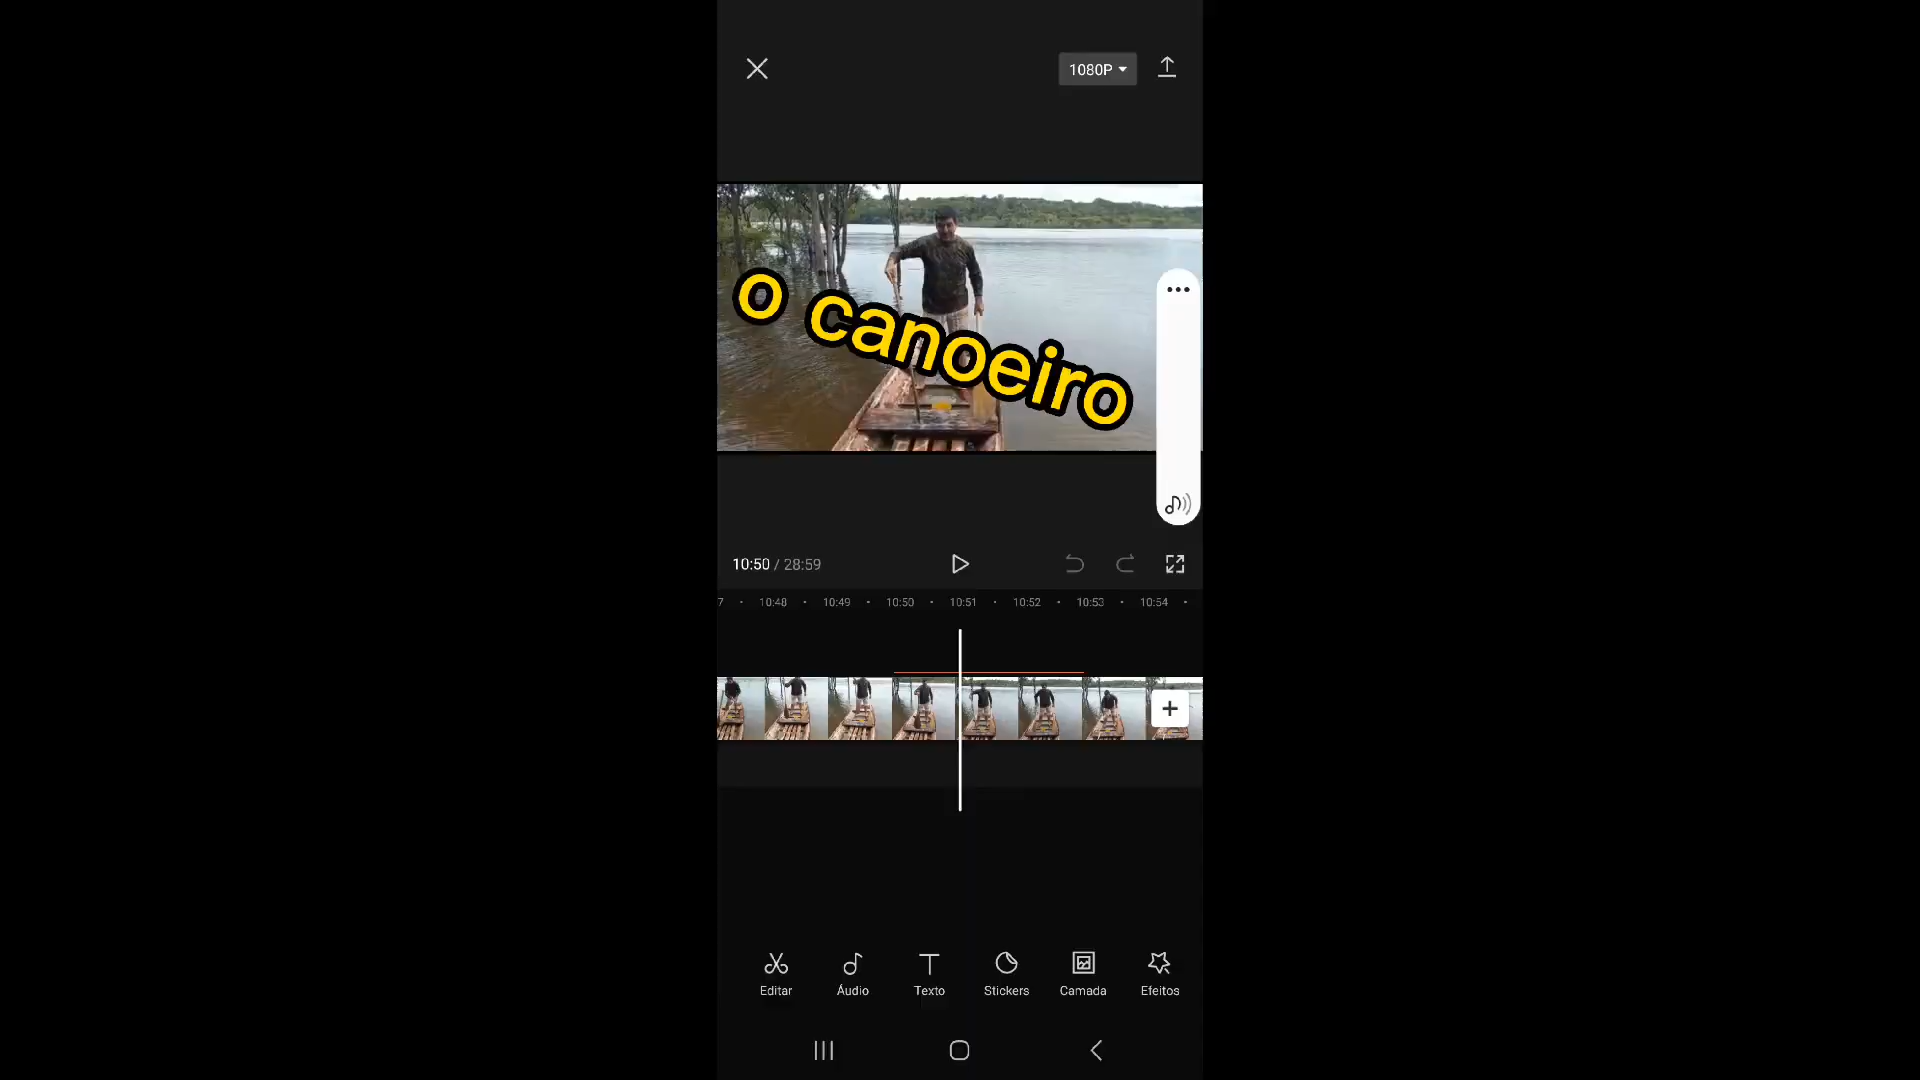 1080P
o canoeiro
10:50 / 28:59
7 10:48 10:49 10:50 10:51 10:52 10:53 10:54
Editar Áudio Texto Stickers Camada Efeitos